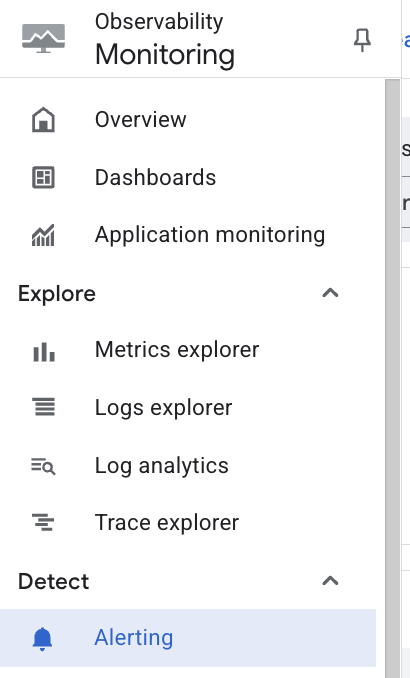 Observability
Monitoring
Overview
Dashboards
Application monitoring
Explore
Metrics explorer
Logs explorer
Log analytics
Trace explorer
Detect
Alerting